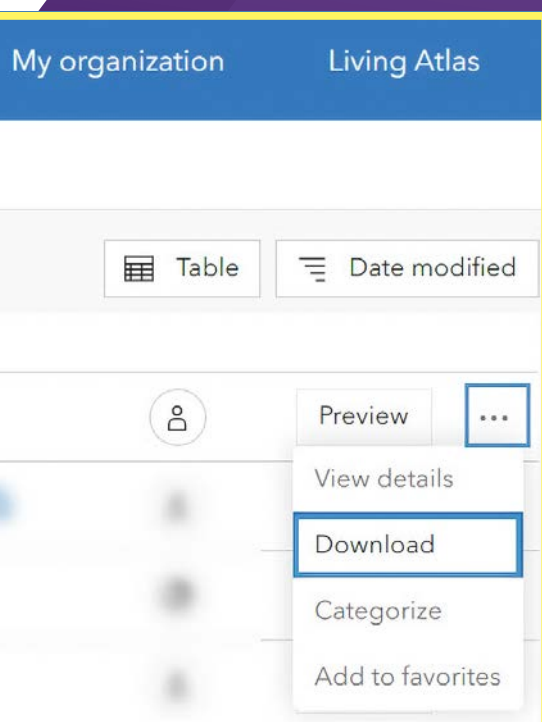 My organization Living Atlas
Table Date modified
Preview ...
View details
Download
Categorize
Add to favorites